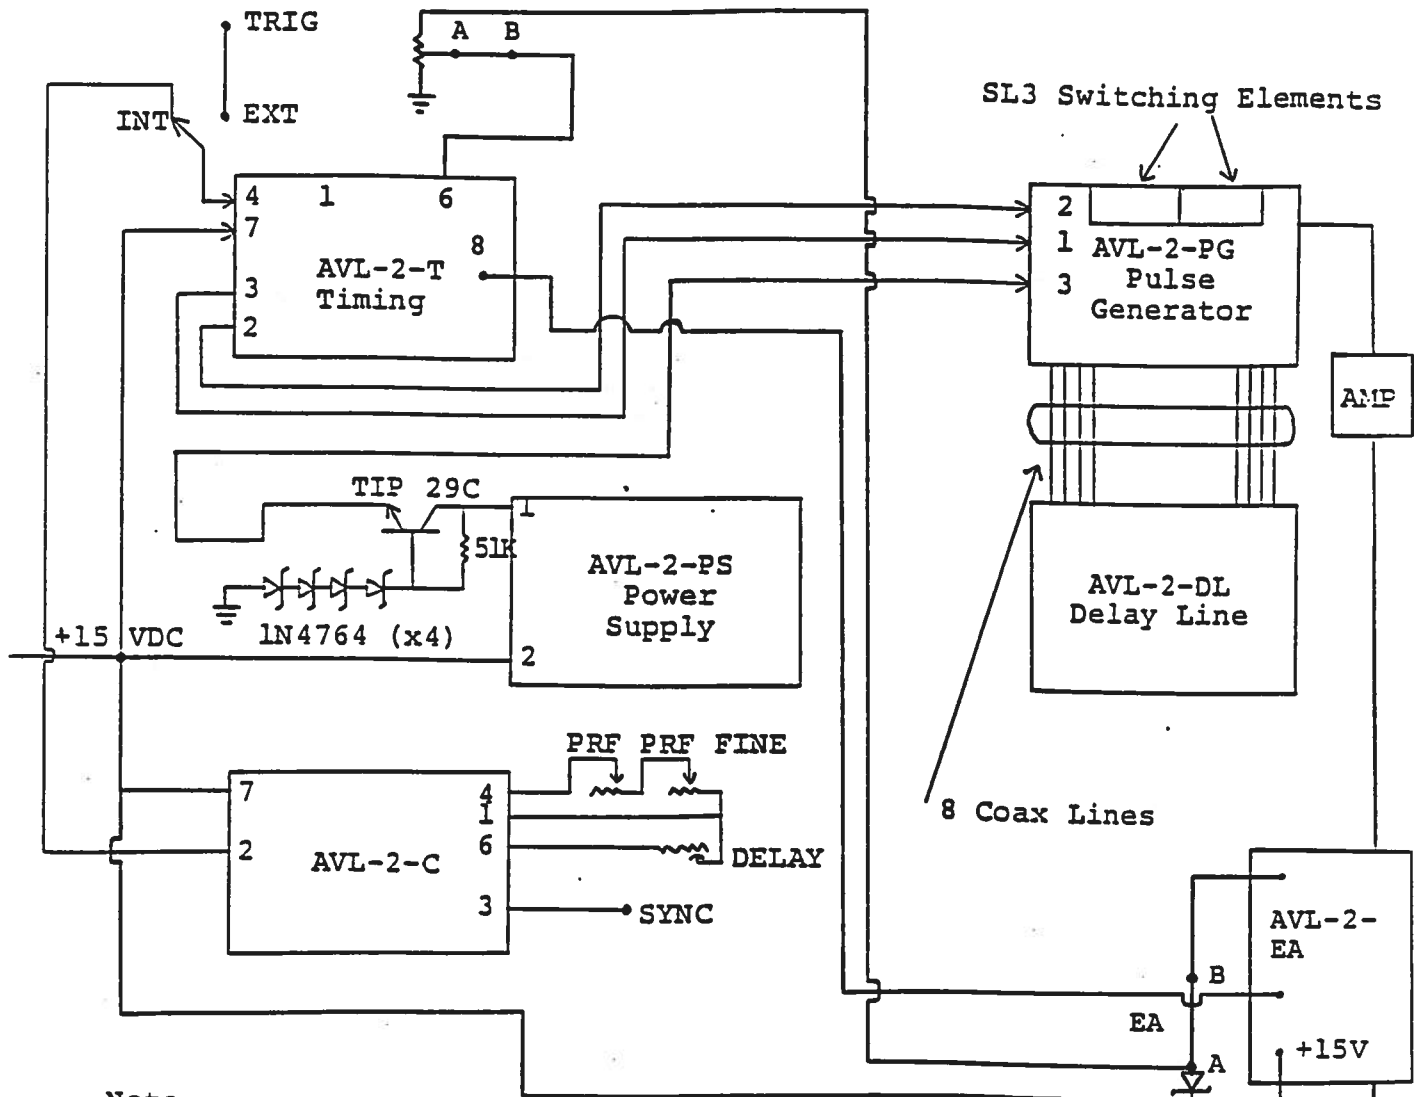 TRIG
A B
SL3 Switching Elements
INT
EXT
4 1 6
7
8
3
2
AVL-2-T
Timing
2
1
3
AVL-2-PG
Pulse
Generator
AMP
TIP 29C
1
51K
AVL-2-PS
Power
Supply
2
1N4764 (x4)
+15 VDC
AVL-2-DL
Delay Line
PRF PRF FINE
7
2
4
1
6
3
AVL-2-C
DELAY
SYNC
8 Coax Lines
AVL-2-
EA
B
EA
+15V
A
Note